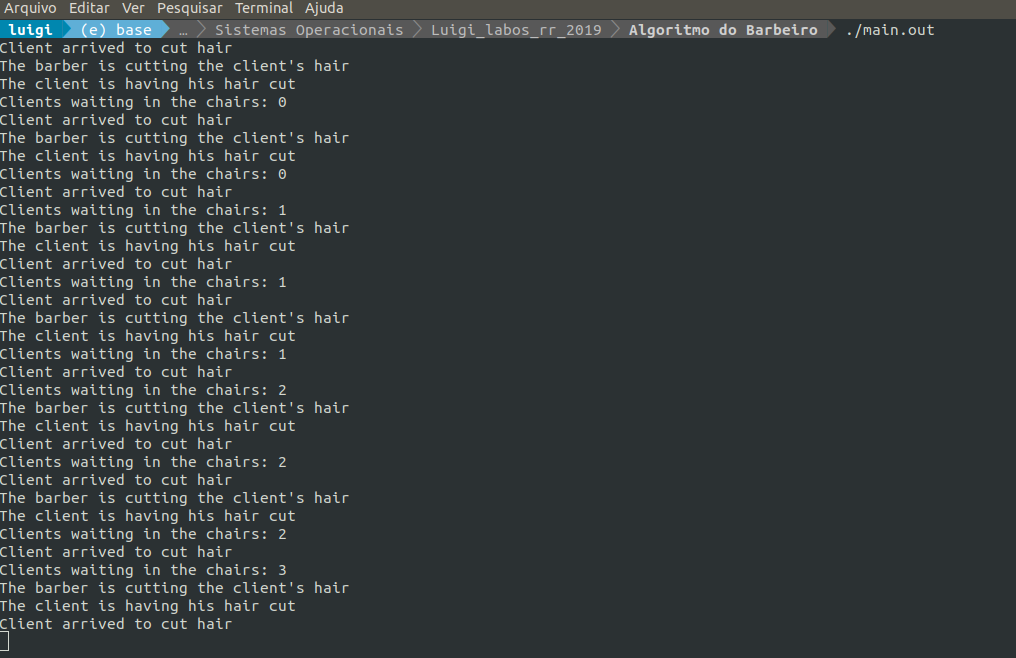 Arquivo Editar Ver Pesquisar Terminal Ajuda
luigi (e) base … Sistemas Operacionais Luigi_labos_rr_2019 Algoritmo do Barbeiro ./main.out
Client arrived to cut hair
The barber is cutting the client's hair
The client is having his hair cut
Clients waiting in the chairs: 0
Client arrived to cut hair
The barber is cutting the client's hair
The client is having his hair cut
Clients waiting in the chairs: 0
Client arrived to cut hair
Clients waiting in the chairs: 1
The barber is cutting the client's hair
The client is having his hair cut
Client arrived to cut hair
Clients waiting in the chairs: 1
Client arrived to cut hair
The barber is cutting the client's hair
The client is having his hair cut
Clients waiting in the chairs: 1
Client arrived to cut hair
Clients waiting in the chairs: 2
The barber is cutting the client's hair
The client is having his hair cut
Client arrived to cut hair
Clients waiting in the chairs: 2
Client arrived to cut hair
The barber is cutting the client's hair
The client is having his hair cut
Clients waiting in the chairs: 2
Client arrived to cut hair
Clients waiting in the chairs: 3
The barber is cutting the client's hair
The client is having his hair cut
Client arrived to cut hair